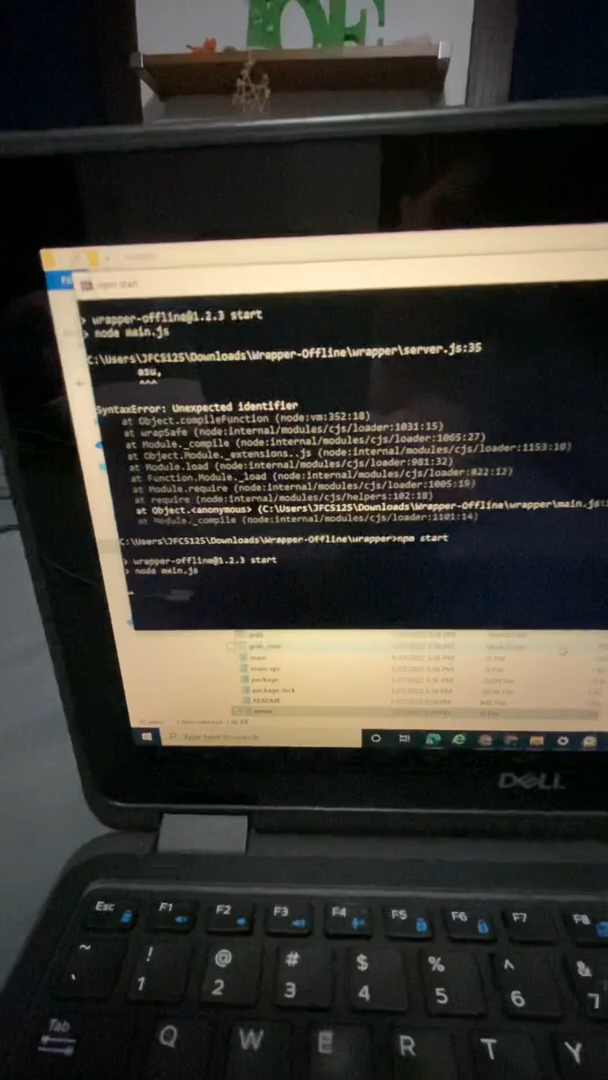 npm start
> wrapper-offline@1.2.3 start
> node main.js
C:\Users\JFCS125\Downloads\Wrapper-Offline\wrapper\server.js:35
asu,
^^^
SyntaxError: Unexpected identifier
at Object.compileFunction (node:vm:352:18)
at wrapSafe (node:internal/modules/cjs/loader:1031:15)
at Module._compile (node:internal/modules/cjs/loader:1065:27)
at Object.Module._extensions..js (node:internal/modules/cjs/loader:1153:10)
at Module.load (node:internal/modules/cjs/loader:981:32)
at Function.Module._load (node:internal/modules/cjs/loader:822:12)
at Module.require (node:internal/modules/cjs/loader:1005:19)
at require (node:internal/modules/cjs/helpers:102:18)
at Object.<anonymous> (C:\Users\JFCS125\Downloads\Wrapper-Offline\wrapper\main.js:
at Module._compile (node:internal/modules/cjs/loader:1101:14)
C:\Users\JFCS125\Downloads\Wrapper-Offline\wrapper>npm start
> wrapper-offline@1.2.3 start
> node main.js
main
package
package-lock
README
server
Type here to search
DELL
Esc F1 F2 F3 F4 F5 F6 F7 F8
~ ! @ # $ % ^ &
` 1 2 3 4 5 6 7
Tab Q W E R T Y